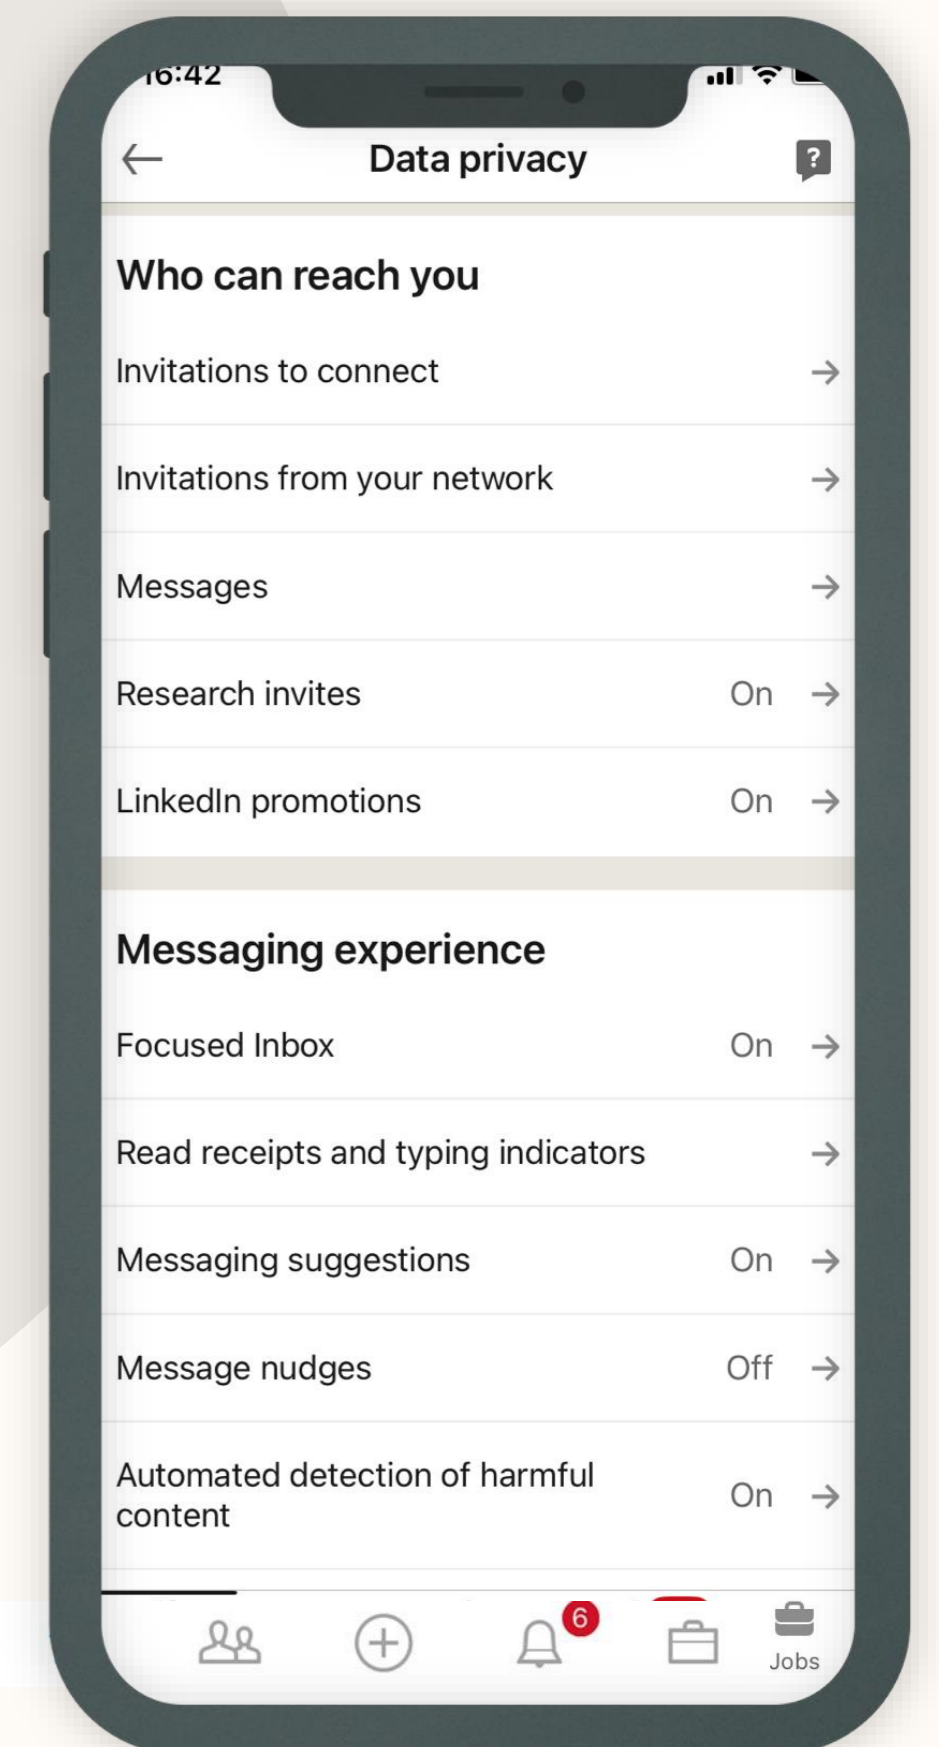 16:42
Data privacy
?
Who can reach you
Invitations to connect
Invitations from your network
Messages
Research invites On
LinkedIn promotions On
Messaging experience
Focused Inbox On
Read receipts and typing indicators
Messaging suggestions On
Message nudges Off
Automated detection of harmful
content On
6
Jobs